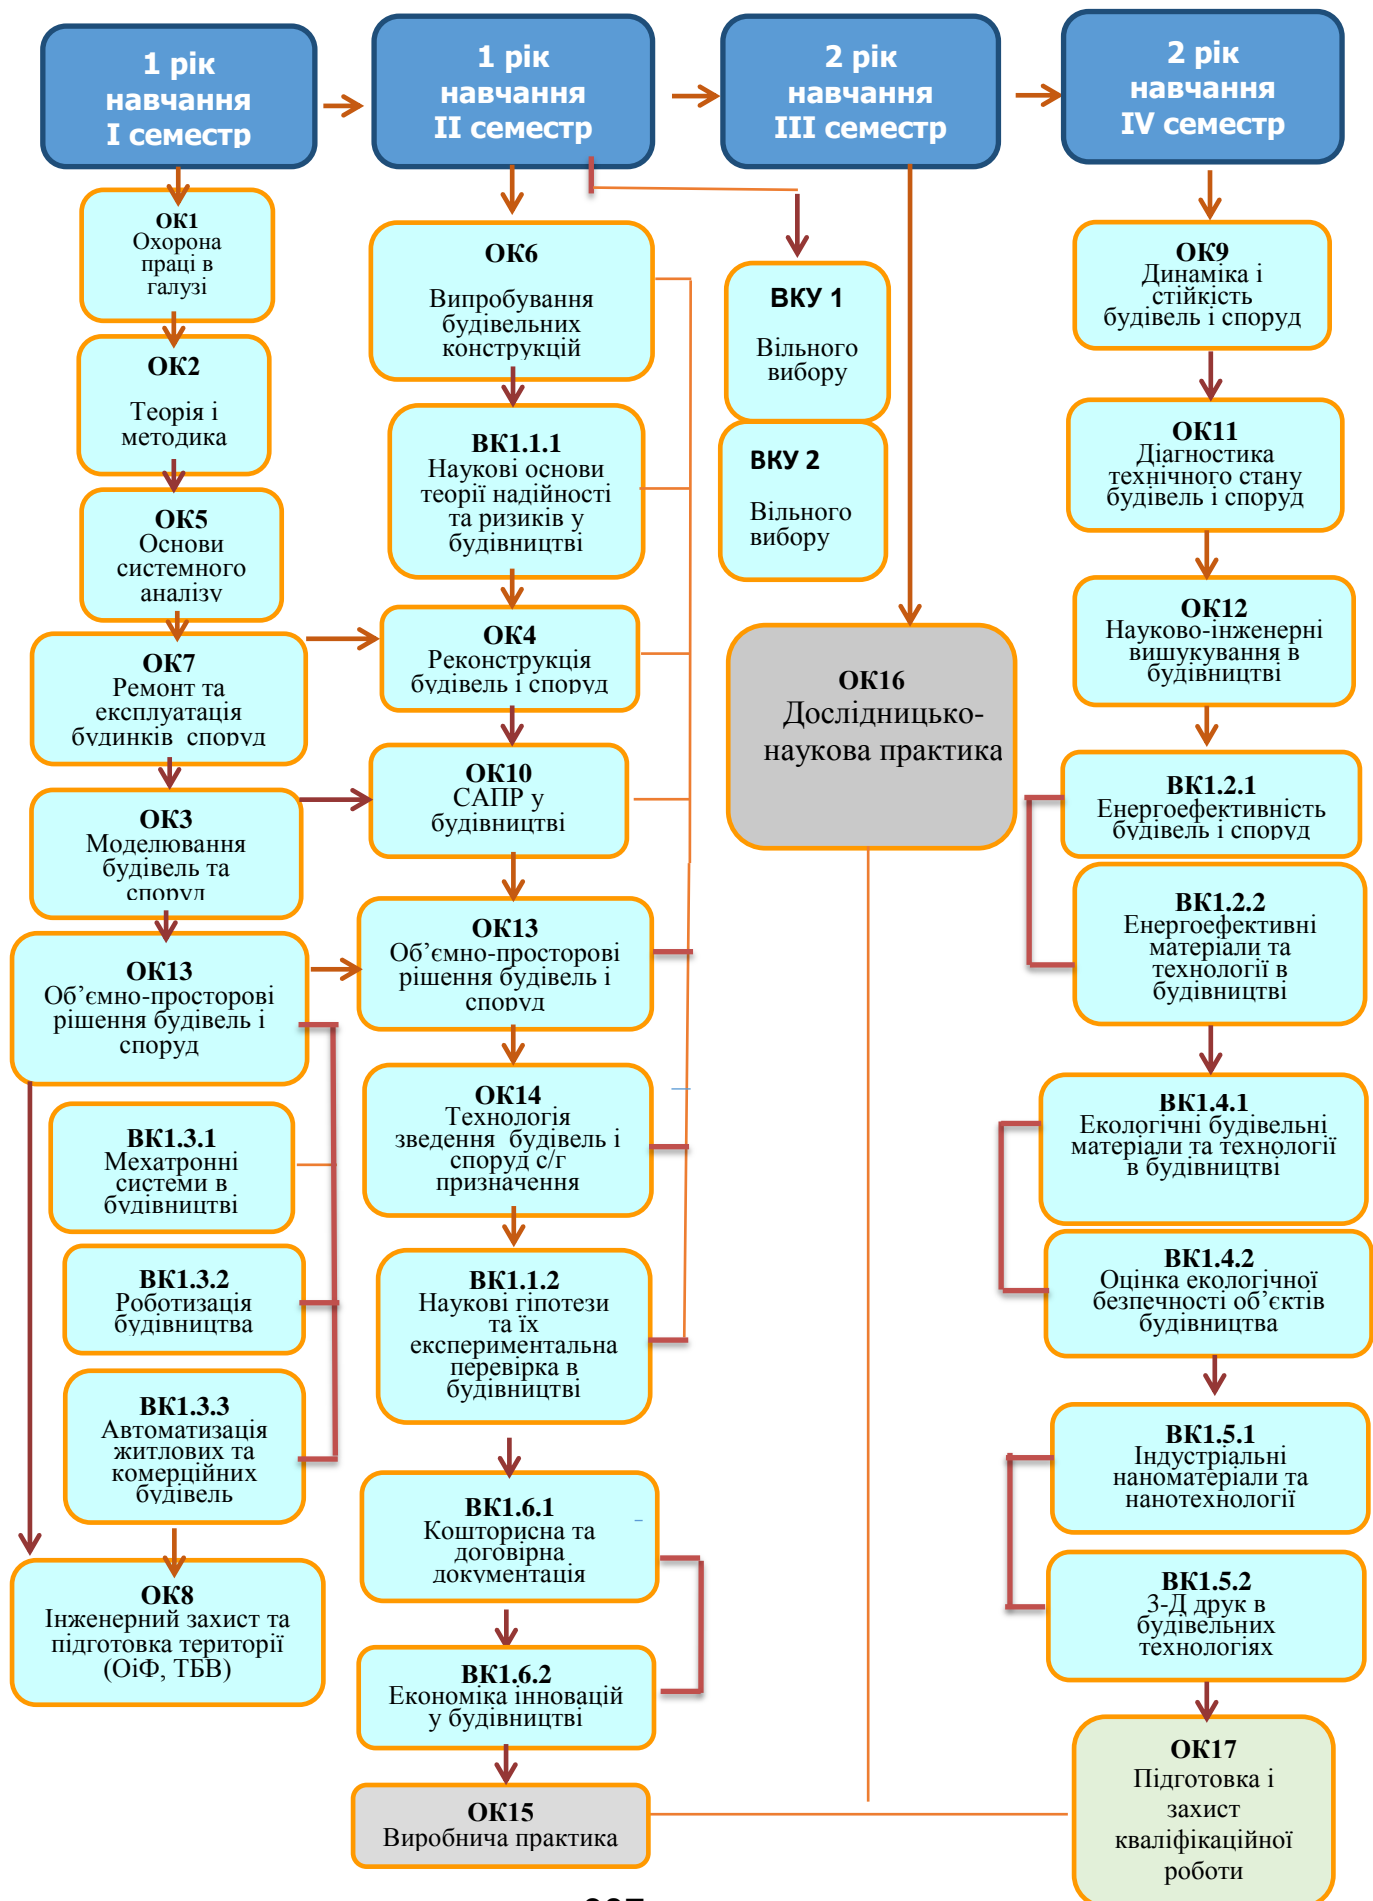 1 рік
навчання
I семестр
1 рік
навчання
II семестр
2 рік
навчання
III семестр
2 рік
навчання
IV семестр
ОК1
Охорона
праці в
галузі
ОК2
Теорія і
методика
ОК5
Основи
системного
аналізу
ОК7
Ремонт та
експлуатація
будинків споруд
ОК3
Моделювання
будівель та
споруд
ОК13
Об’ємно-просторові
рішення будівель і
споруд
ВК1.3.1
Мехатронні
системи в
будівництві
ВК1.3.2
Роботизація
будівництва
ВК1.3.3
Автоматизація
житлових та
комерційних
будівель
ОК8
Інженерний захист та
підготовка території
(ОіФ, ТБВ)
ОК6
Випробування
будівельних
конструкцій
ВК1.1.1
Наукові основи
теорії надійності
та ризиків у
будівництві
ОК4
Реконструкція
будівель і споруд
ОК10
САПР у
будівництві
ОК13
Об’ємно-просторові
рішення будівель і
споруд
ОК14
Технологія
зведення будівель і
споруд с/г
призначення
ВК1.1.2
Наукові гіпотези
та їх
експериментальна
перевірка в
будівництві
ВК1.6.1
Кошторисна та
договірна
документація
ВК1.6.2
Економіка інновацій
у будівництві
ОК15
Виробнича практика
ВКУ 1
Вільного
вибору
ВКУ 2
Вільного
вибору
ОК16
Дослідницько-
наукова практика
ОК9
Динаміка і
стійкість
будівель і споруд
ОК11
Діагностика
технічного стану
будівель і споруд
ОК12
Науково-інженерні
вишукування в
будівництві
ВК1.2.1
Енергоефективність
будівель і споруд
ВК1.2.2
Енергоефективні
матеріали та
технології в
будівництві
ВК1.4.1
Екологічні будівельні
матеріали та технології
в будівництві
ВК1.4.2
Оцінка екологічної
безпечності об’єктів
будівництва
ВК1.5.1
Індустріальні
наноматеріали та
нанотехнології
ВК1.5.2
3-Д друк в
будівельних
технологіях
ОК17
Підготовка і
захист
кваліфікаційної
роботи